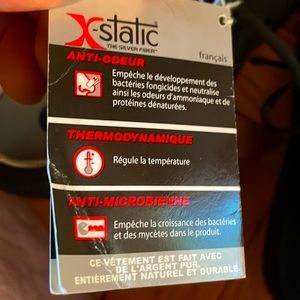 X-static
THE SILVER FIBER™
français
ANTI-ODEUR
Empêche le développement des
bactéries fongicides et neutralise
ainsi les odeurs d'ammoniaque et de
protéines dénaturées.
THERMODYNAMIQUE
Régule la température
ANTI-MICROBIENNE
Empêche la croissance des bactéries
et des mycètes dans le produit.
CE VÊTEMENT EST FAIT AVEC
DE L'ARGENT PUR,
ENTIÈREMENT NATUREL ET DURABLE.